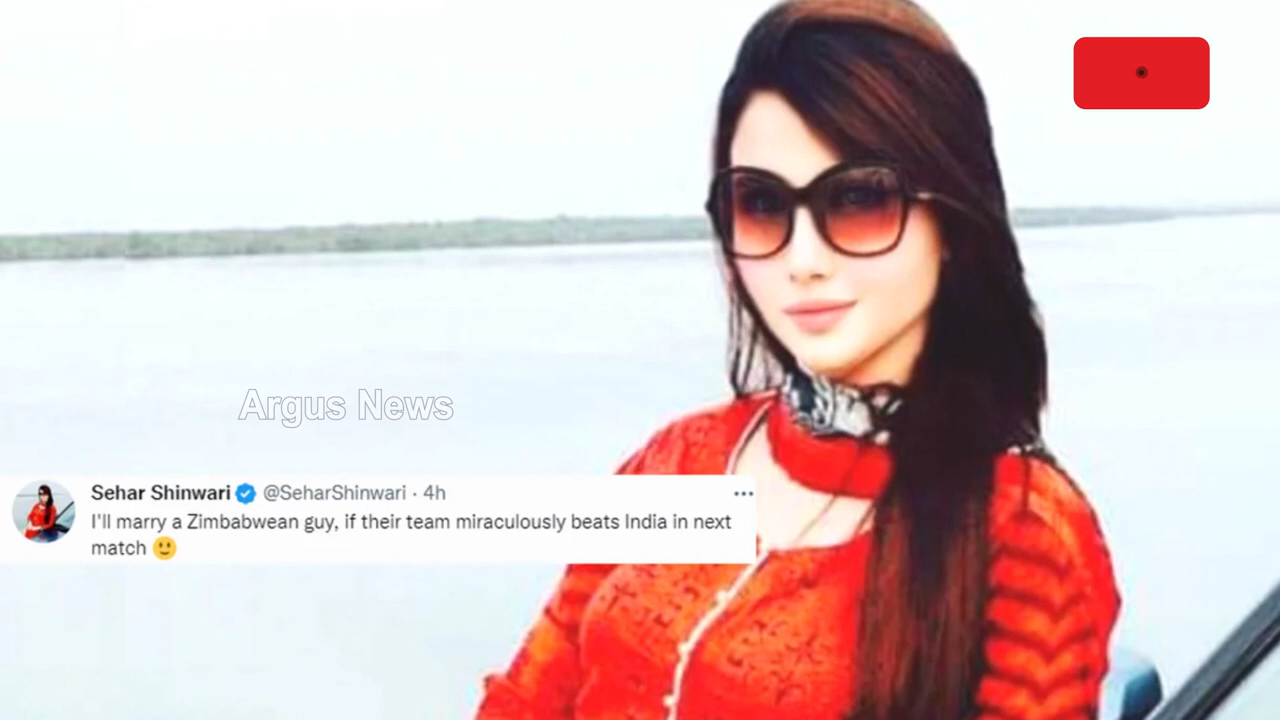 Argus News
Sehar Shinwari @SeharShinwari · 4h
I'll marry a Zimbabwean guy, if their team miraculously beats India in next
match 🙂